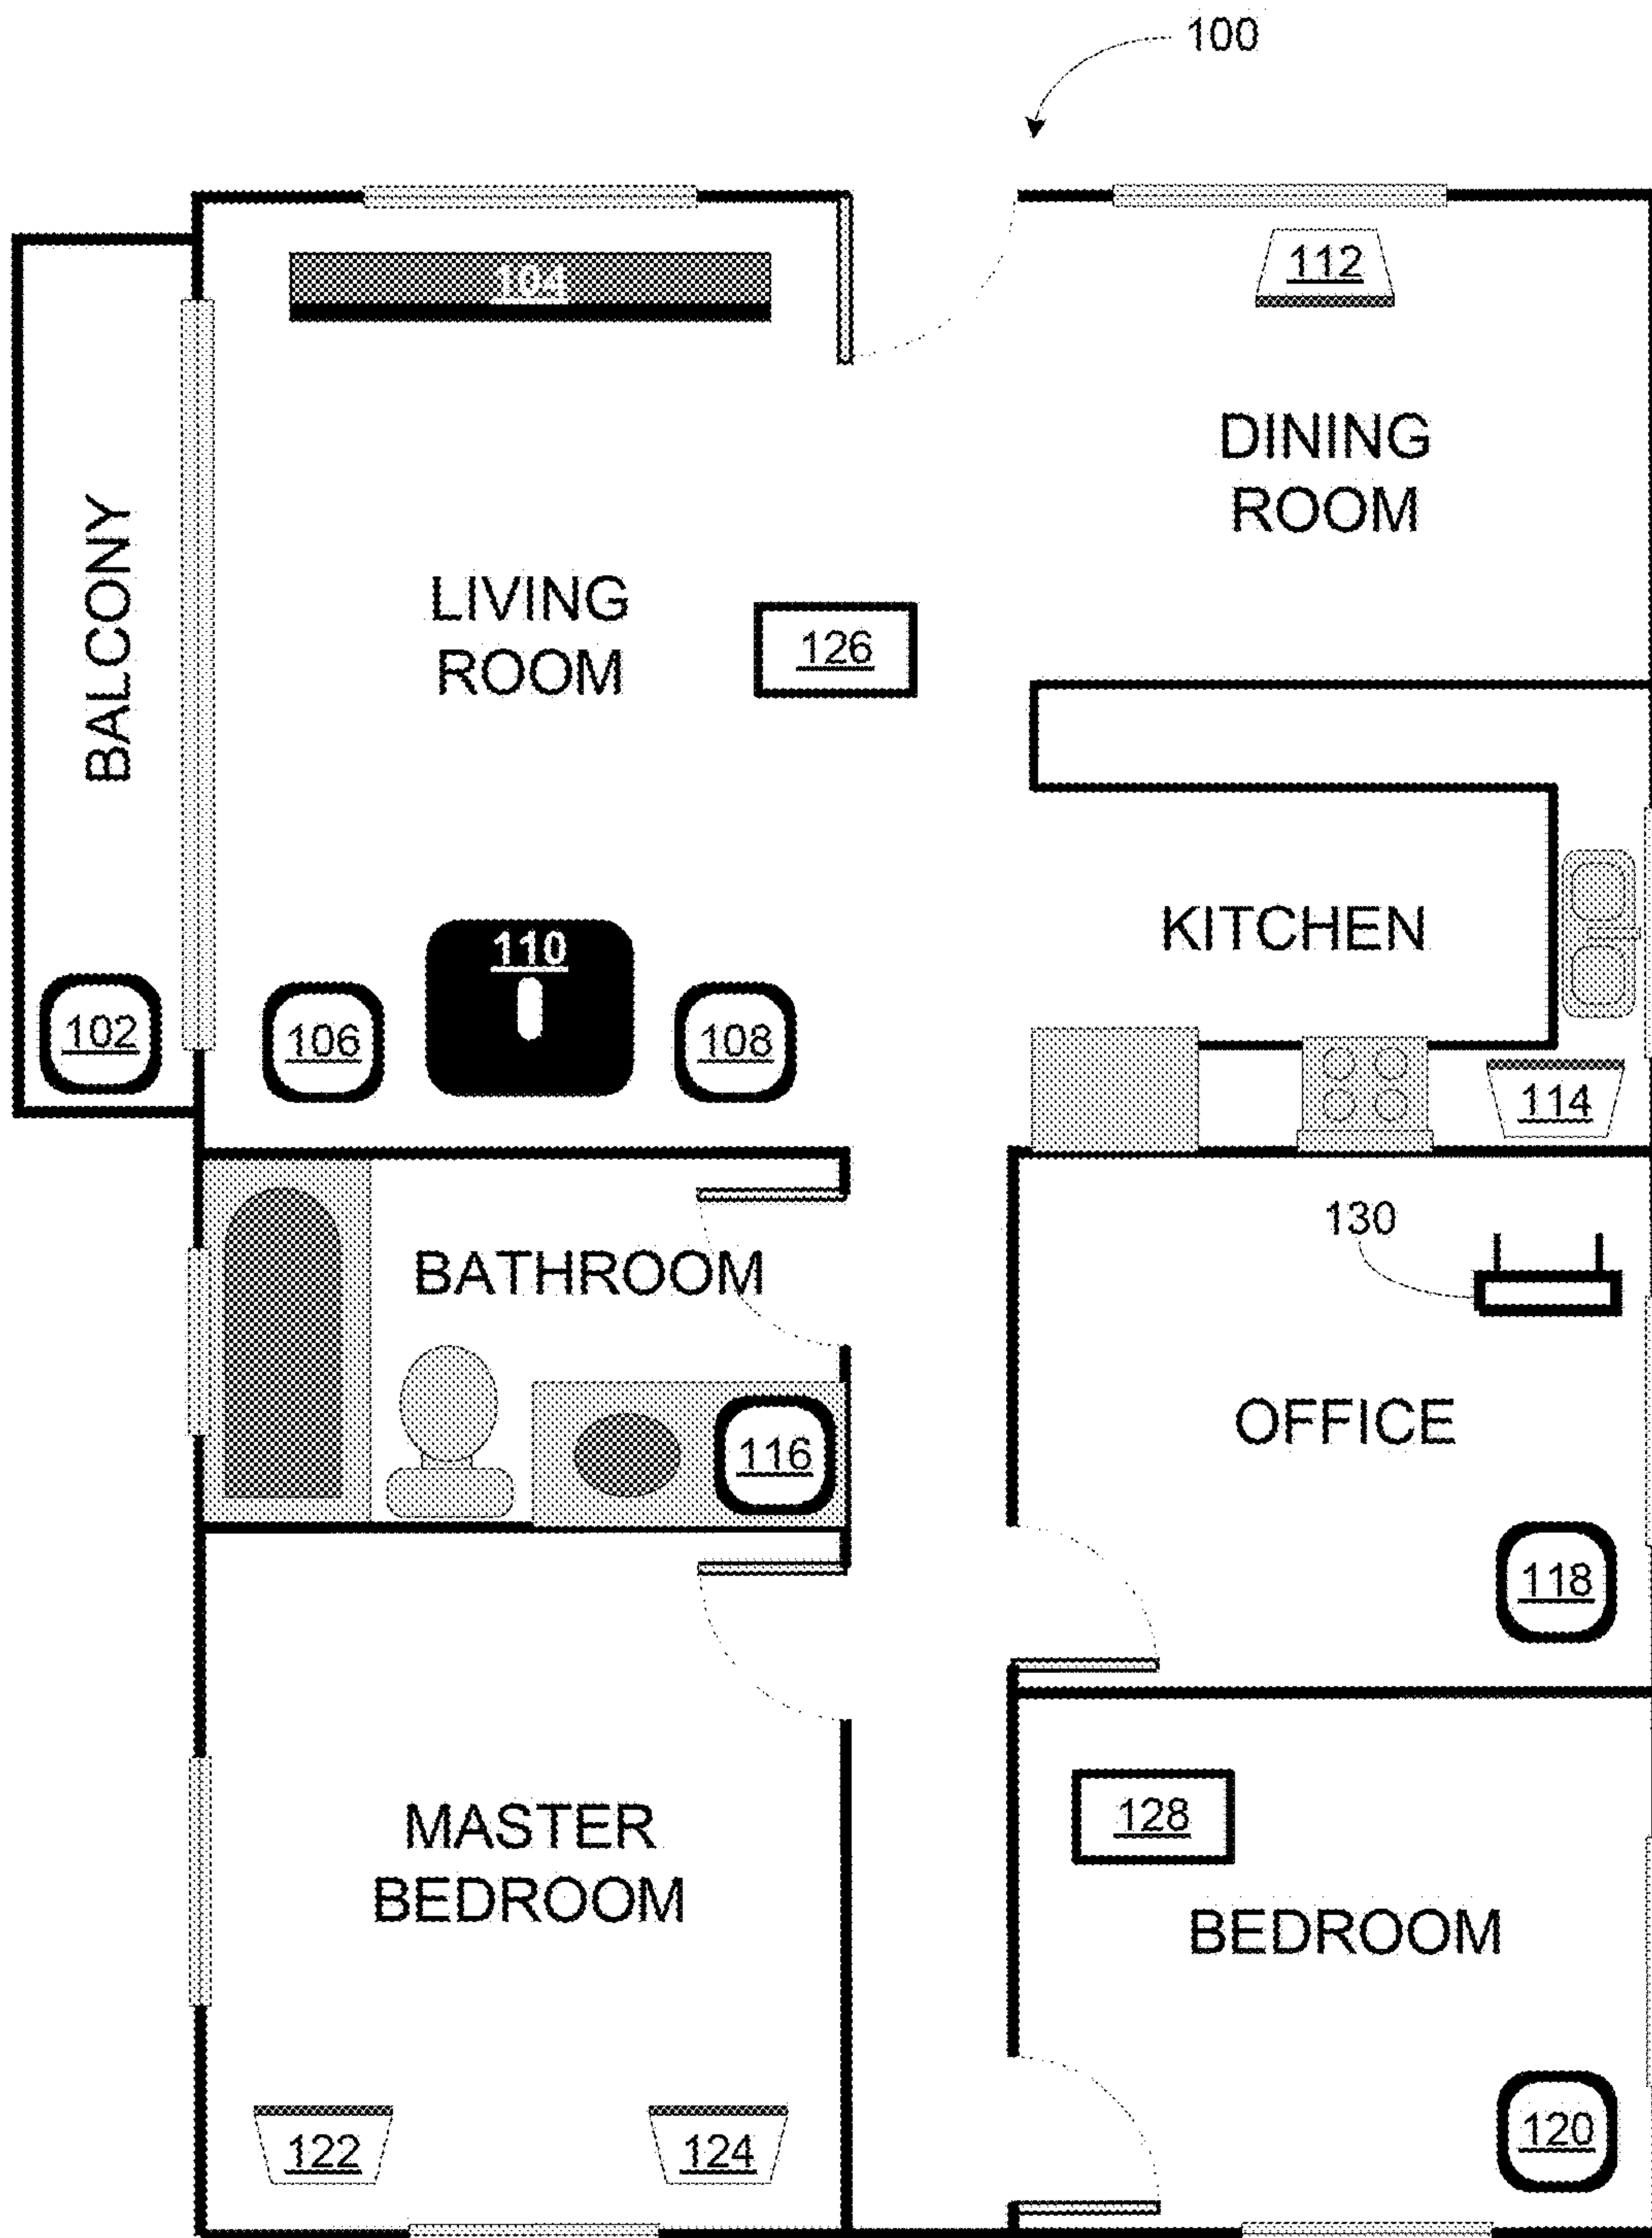 100
104
112
DINING
ROOM
BALCONY
LIVING
ROOM
126
KITCHEN
110
102
106
108
114
130
BATHROOM
OFFICE
116
118
128
MASTER
BEDROOM
BEDROOM
122
124
120